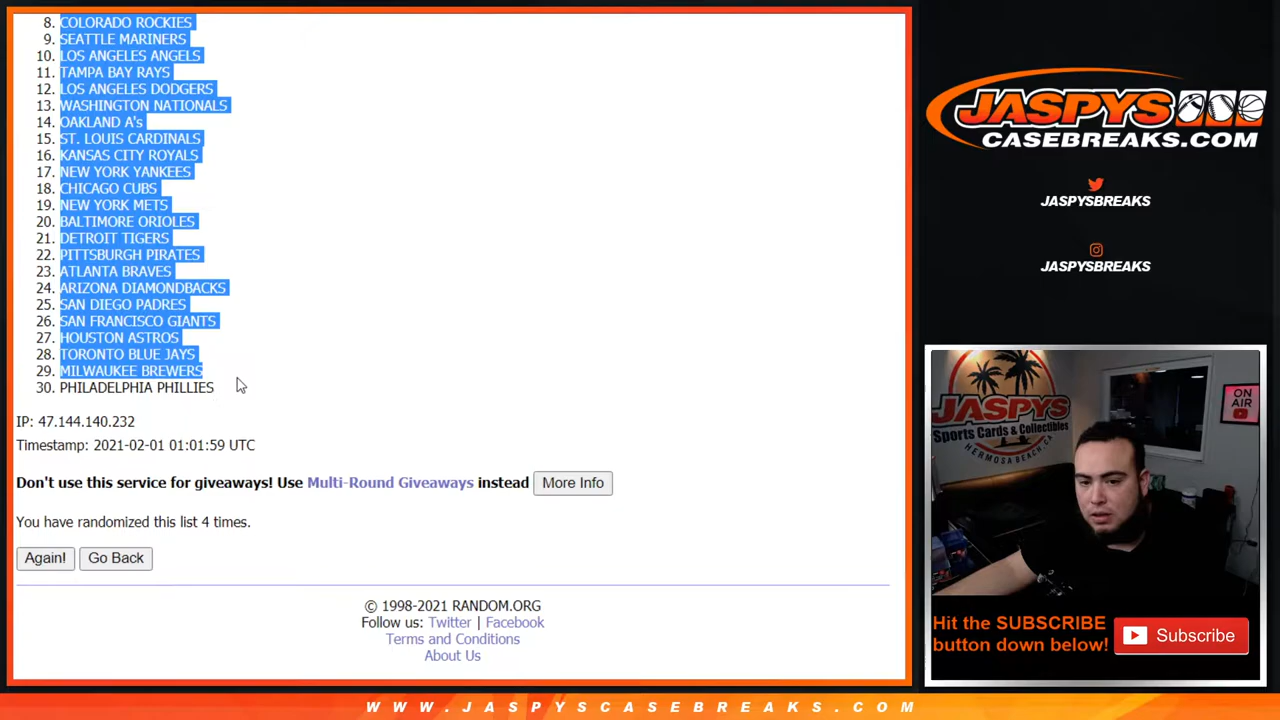 8. COLORADO ROCKIES
9. SEATTLE MARINERS
10. LOS ANGELES ANGELS
11. TAMPA BAY RAYS
12. LOS ANGELES DODGERS
13. WASHINGTON NATIONALS
14. OAKLAND A's
15. ST. LOUIS CARDINALS
16. KANSAS CITY ROYALS
17. NEW YORK YANKEES
18. CHICAGO CUBS
19. NEW YORK METS
20. BALTIMORE ORIOLES
21. DETROIT TIGERS
22. PITTSBURGH PIRATES
23. ATLANTA BRAVES
24. ARIZONA DIAMONDBACKS
25. SAN DIEGO PADRES
26. SAN FRANCISCO GIANTS
27. HOUSTON ASTROS
28. TORONTO BLUE JAYS
29. MILWAUKEE BREWERS
30. PHILADELPHIA PHILLIES
IP: 47.144.140.232
Timestamp: 2021-02-01 01:01:59 UTC
Don't use this service for giveaways! Use Multi-Round Giveaways instead More Info
You have randomized this list 4 times.
Again! Go Back
© 1998-2021 RANDOM.ORG
Follow us: Twitter | Facebook
Terms and Conditions
About Us
JASPYS
CASEBREAKS.COM
JASPYSBREAKS
JASPYSBREAKS
JASPYS
Sports Cards & Collectibles
HERMOSA BEACH, CA
ON AIR
Hit the SUBSCRIBE
button down below!
Subscribe
WWW.JASPYSCASEBREAKS.COM